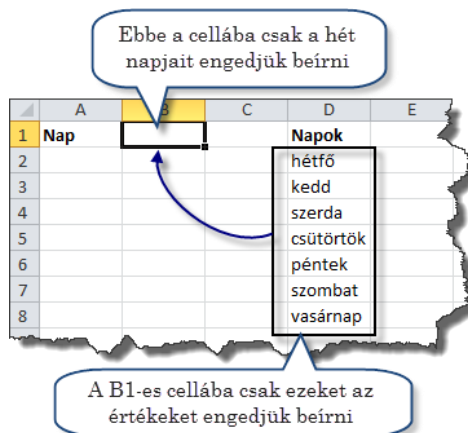 Ebbe a cellába csak a hét
napjait engedjük beírni
A B C D E
1 Nap Napok
2 hétfő
3 kedd
4 szerda
5 csütörtök
6 péntek
7 szombat
8 vasárnap
A B1-es cellába csak ezeket az
értékeket engedjük beírni